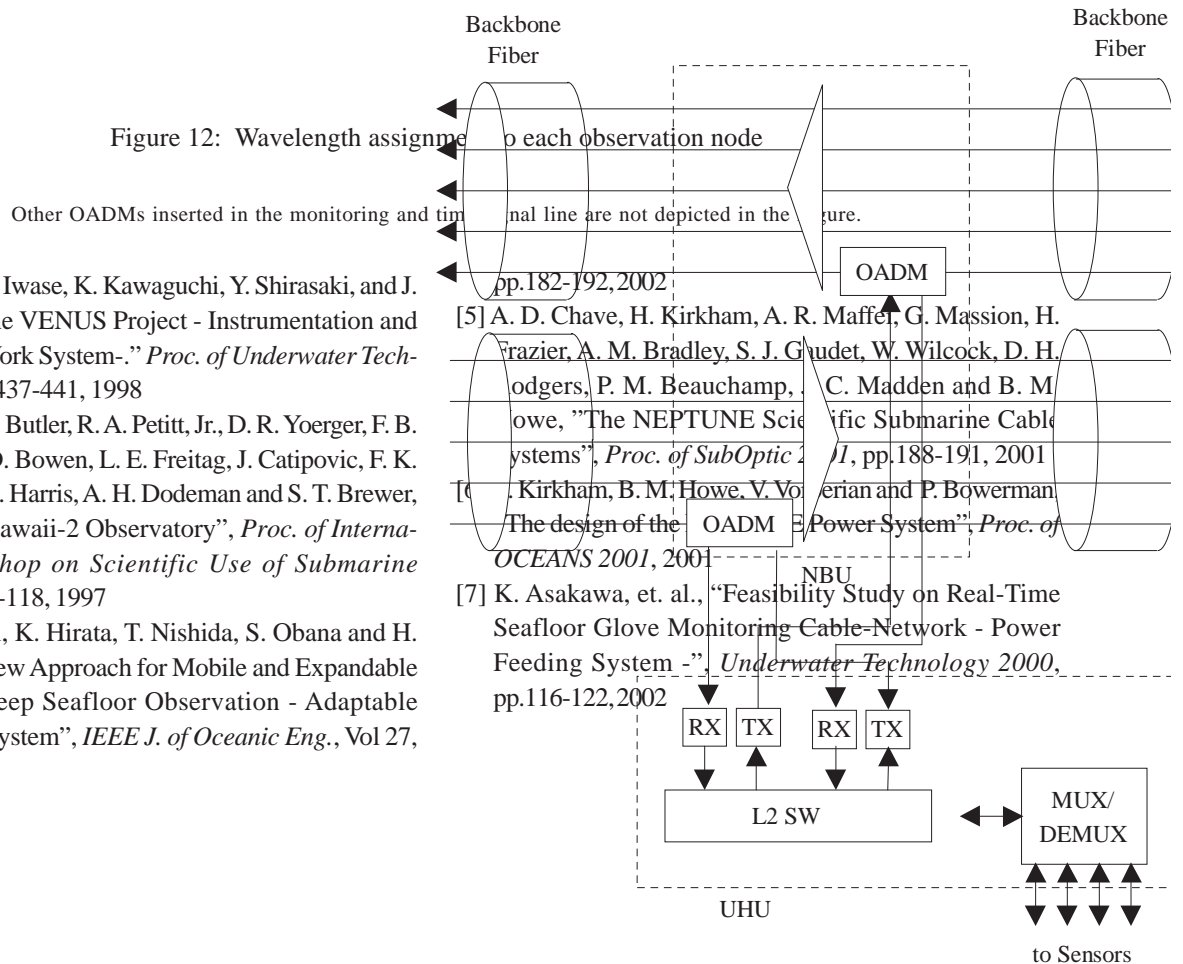 Backbone
Fiber
Backbone
Fiber
Figure 12: Wavelength assignme o each observation node
Other OADMs inserted in the monitoring and tim gnal line are not depicted in the gure.
Iwase, K. Kawaguchi, Y. Shirasaki, and J.
e VENUS Project - Instrumentation and
ork System-.” Proc. of Underwater Tech-
437-441, 1998
Butler, R. A. Petitt, Jr., D. R. Yoerger, F. B.
. Bowen, L. E. Freitag, J. Catipovic, F. K.
. Harris, A. H. Dodeman and S. T. Brewer,
awaii-2 Observatory”, Proc. of Interna-
hop on Scientific Use of Submarine
-118, 1997
, K. Hirata, T. Nishida, S. Obana and H.
ew Approach for Mobile and Expandable
eep Seafloor Observation - Adaptable
ystem”, IEEE J. of Oceanic Eng., Vol 27,
pp.182-192, 2002
[5] A. D. Chave, H. Kirkham, A. R. Maffei, G. Massion, H.
Frazier, A. M. Bradley, S. J. Gaudet, W. Wilcock, D. H.
odgers, P. M. Beauchamp, . C. Madden and B. M.
owe, ”The NEPTUNE Scientific Submarine Cable
ystems”, Proc. of SubOptic 2001, pp.188-191, 2001
[6 . Kirkham, B. M. Howe, V. Vorperian and P. Bowerman,
The design of the E Power System”, Proc. of
OCEANS 2001, 2001
[7] K. Asakawa, et. al., “Feasibility Study on Real-Time
Seafloor Glove Monitoring Cable-Network - Power
Feeding System -”, Underwater Technology 2000,
pp.116-122, 2002
OADM
OADM
NBU
RX TX RX TX
L2 SW
MUX/
DEMUX
UHU
to Sensors